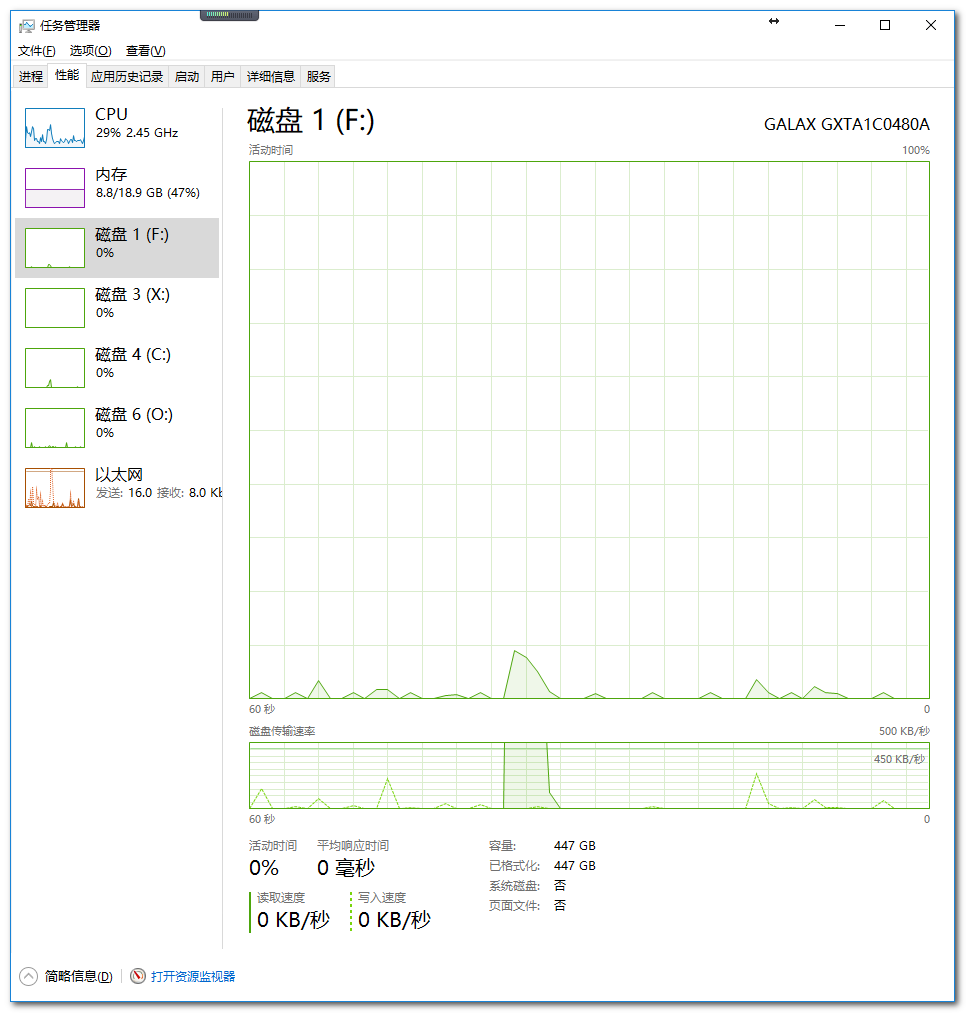 任务管理器
文件(F) 选项(O) 查看(V)
进程 性能 应用历史记录 启动 用户 详细信息 服务
CPU
29% 2.45 GHz
内存
8.8/18.9 GB (47%)
磁盘 1 (F:)
0%
磁盘 3 (X:)
0%
磁盘 4 (C:)
0%
磁盘 6 (O:)
0%
以太网
发送: 16.0 接收: 8.0 Kb
磁盘 1 (F:)
GALAX GXTA1C0480A
活动时间 100%
60 秒 0
磁盘传输速率 500 KB/秒
450 KB/秒
60 秒 0
活动时间 平均响应时间
0% 0 毫秒
读取速度 写入速度
0 KB/秒 0 KB/秒
容量: 447 GB
已格式化: 447 GB
系统磁盘: 否
页面文件: 否
简略信息(D) 打开资源监视器